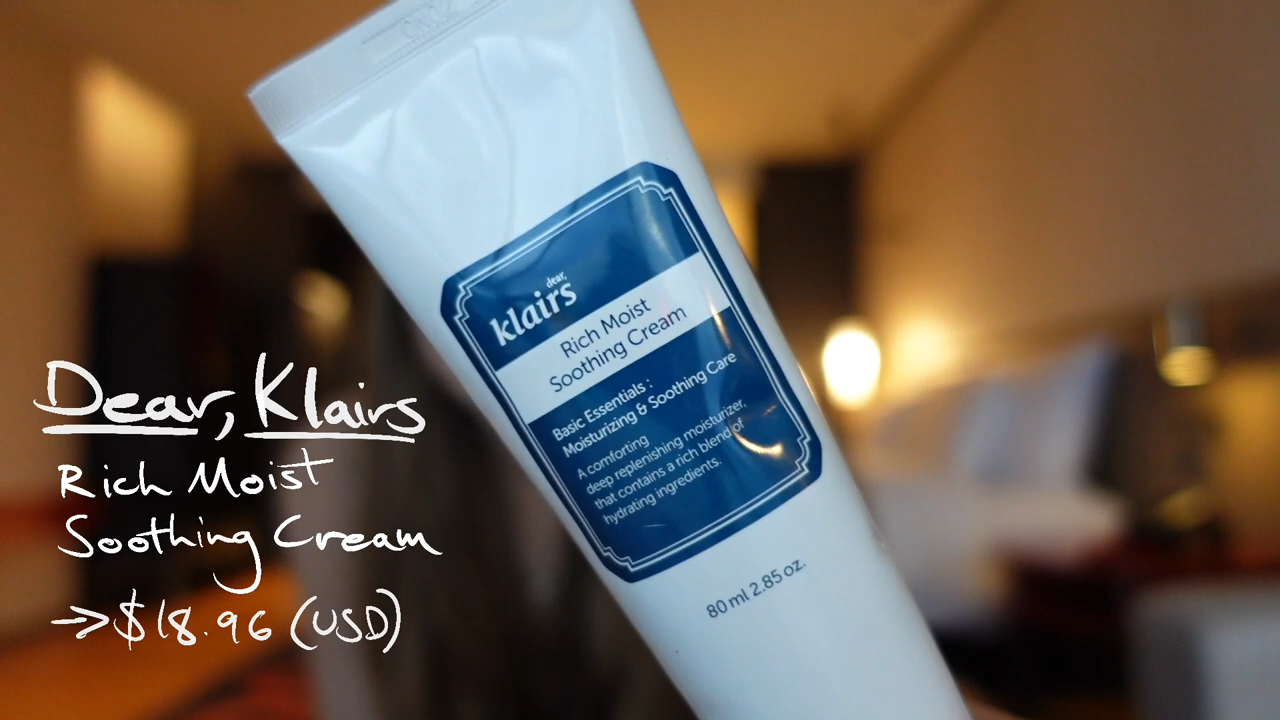 dear,
klairs
Rich Moist
Soothing Cream
Basic Essentials :
Moisturizing & Soothing Care
A comforting
deep replenishing moisturizer,
that contains a rich blend of
hydrating ingredients.
80 ml 2.85 oz.
Dear, Klairs
Rich Moist
Soothing Cream
→$18.96 (USD)